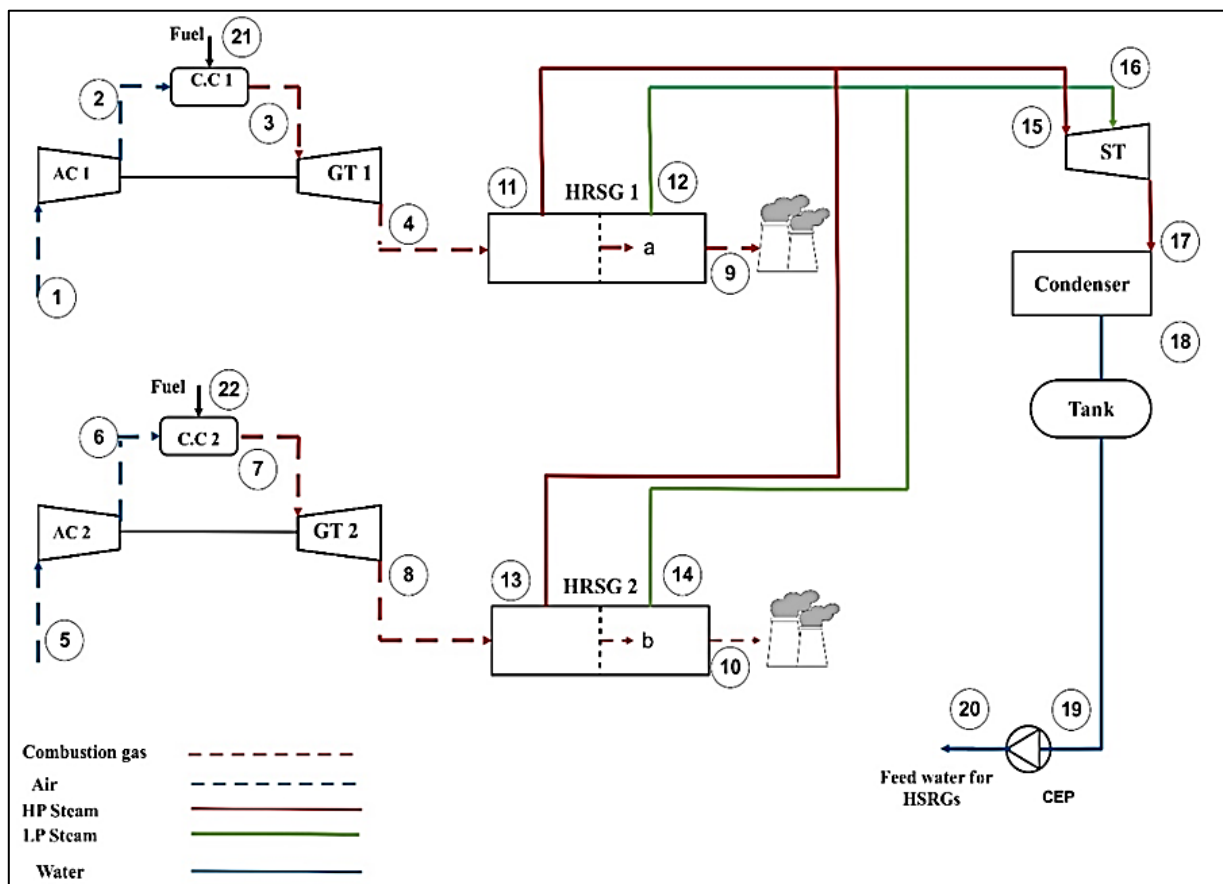 Fuel
21
2
C.C 1
3
AC 1
GT 1
1
4
11
HRSG 1
12
a
9
16
15
ST
17
Condenser
18
Tank
Fuel
22
6
C.C 2
7
AC 2
GT 2
5
8
13
HRSG 2
14
b
10
20
19
Feed water for
HSRGs
CEP
Combustion gas
Air
HP Steam
LP Steam
Water